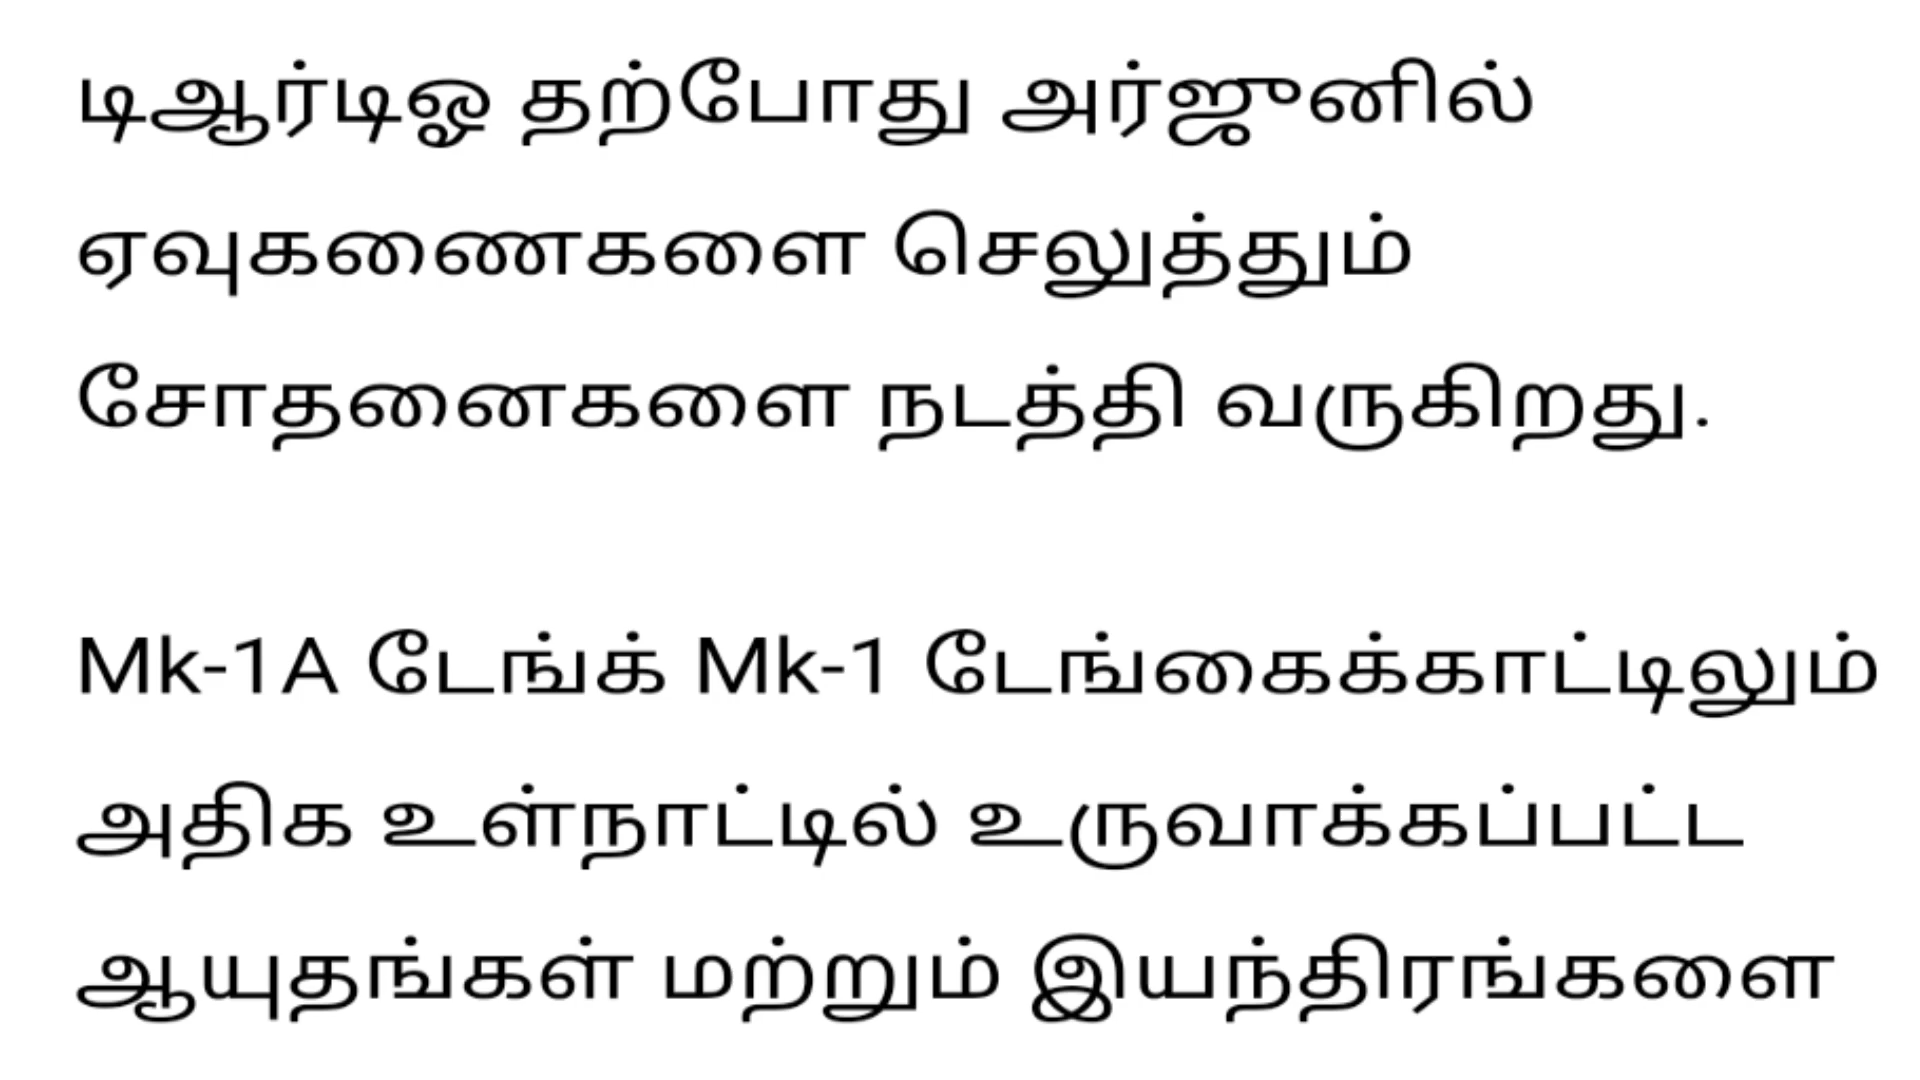 டிஆர்டிஓ தற்போது அர்ஜுனில்
ஏவுகணைகளை செலுத்தும்
சோதனைகளை நடத்தி வருகிறது.
Mk-1A டேங்க் Mk-1 டேங்கைக்காட்டிலும்
அதிக உள்நாட்டில் உருவாக்கப்பட்ட
ஆயுதங்கள் மற்றும் இயந்திரங்களை